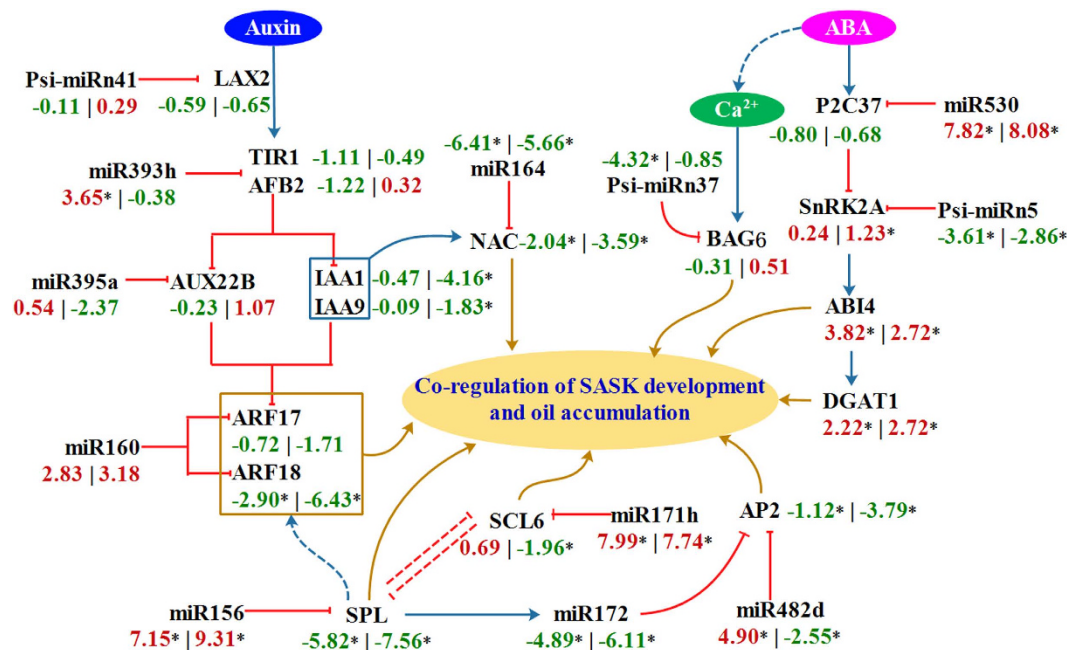 Auxin
ABA
Psi-miRn41
LAX2
-0.11 | 0.29
-0.59 | -0.65
Ca²⁺
P2C37
miR530
-0.80 | -0.68
7.82* | 8.08*
-6.41* | -5.66*
miR164
-4.32* | -0.85
Psi-miRn37
miR393h
3.65* | -0.38
TIR1 -1.11 | -0.49
AFB2 -1.22 | 0.32
SnRK2A
0.24 | 1.23*
Psi-miRn5
-3.61* | -2.86*
NAC -2.04* | -3.59*
BAG6
-0.31 | 0.51
miR395a
0.54 | -2.37
AUX22B
-0.23 | 1.07
IAA1 -0.47 | -4.16*
IAA9 -0.09 | -1.83*
ABI4
3.82* | 2.72*
Co-regulation of SASK development
and oil accumulation
DGAT1
2.22* | 2.72*
miR160
2.83 | 3.18
ARF17
-0.72 | -1.71
ARF18
-2.90* | -6.43*
SCL6
0.69 | -1.96*
miR171h
7.99* | 7.74*
AP2 -1.12* | -3.79*
miR156
7.15* | 9.31*
SPL
-5.82* | -7.56*
miR172
-4.89* | -6.11*
miR482d
4.90* | -2.55*